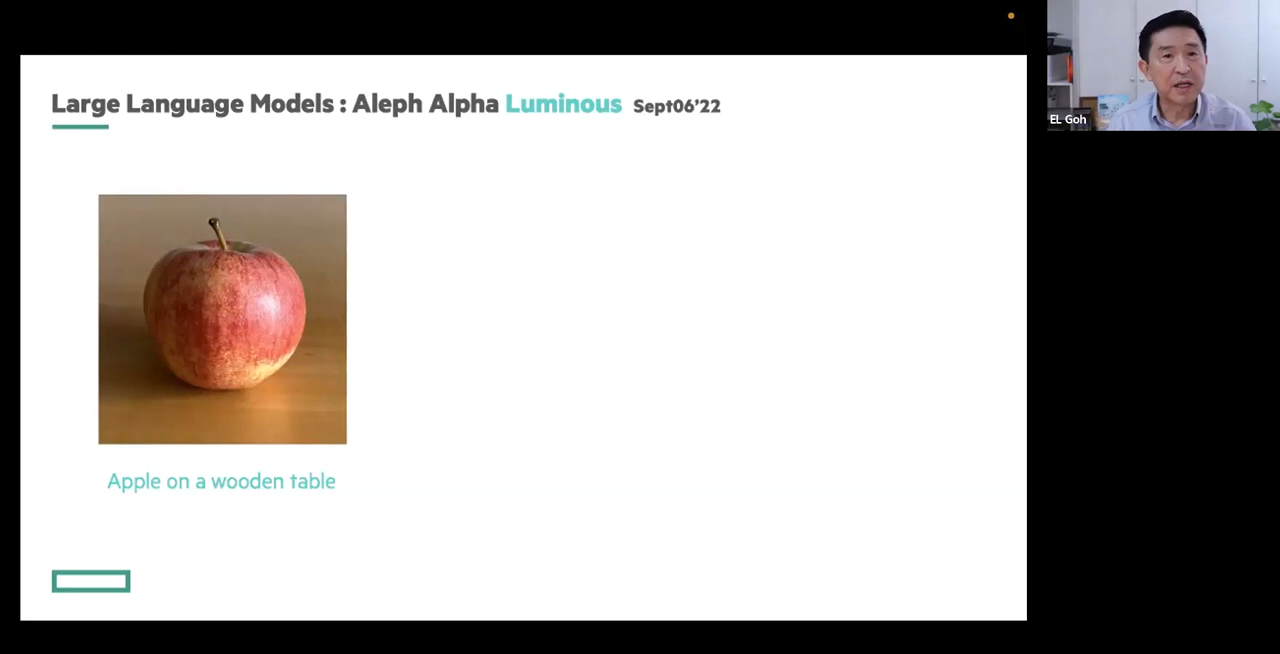 Large Language Models : Aleph Alpha Luminous Sept06'22
EL Goh
Apple on a wooden table